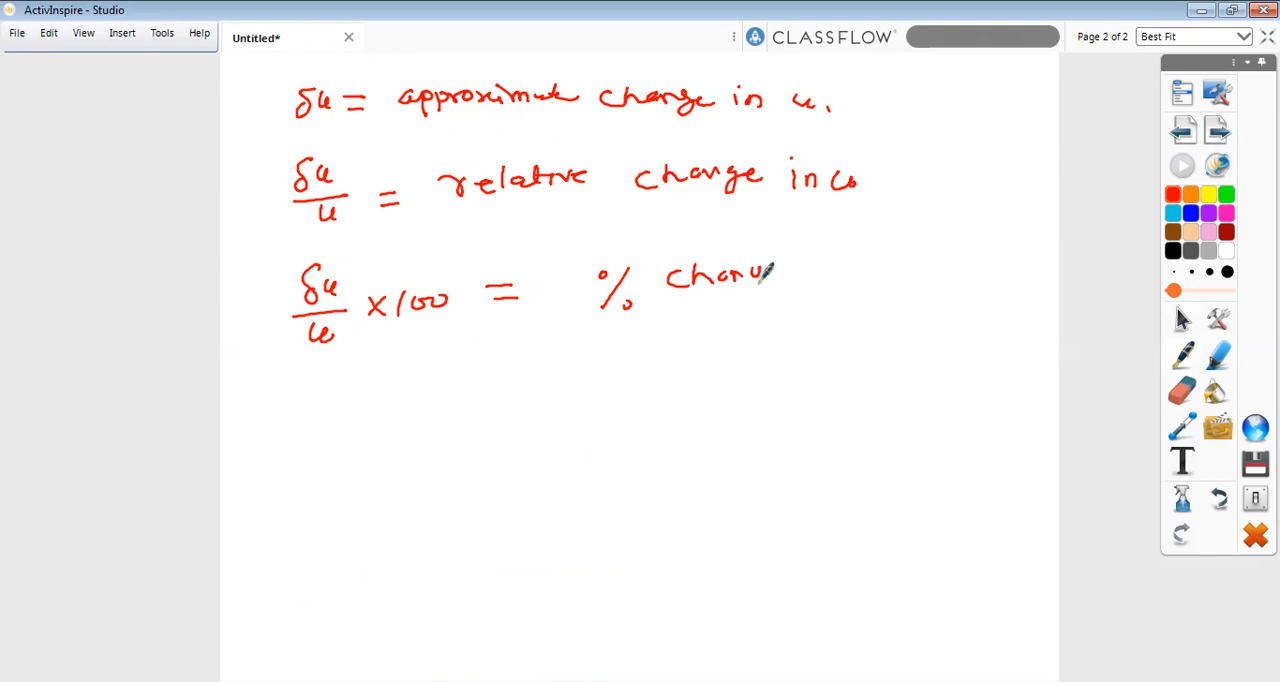 ActivInspire - Studio
File Edit View Insert Tools Help
Untitled*
CLASSFLOW
Page 2 of 2 Best Fit
δu = approximate change in u.
δu/u = relative change in u
δu/u × 100 = % chang
T